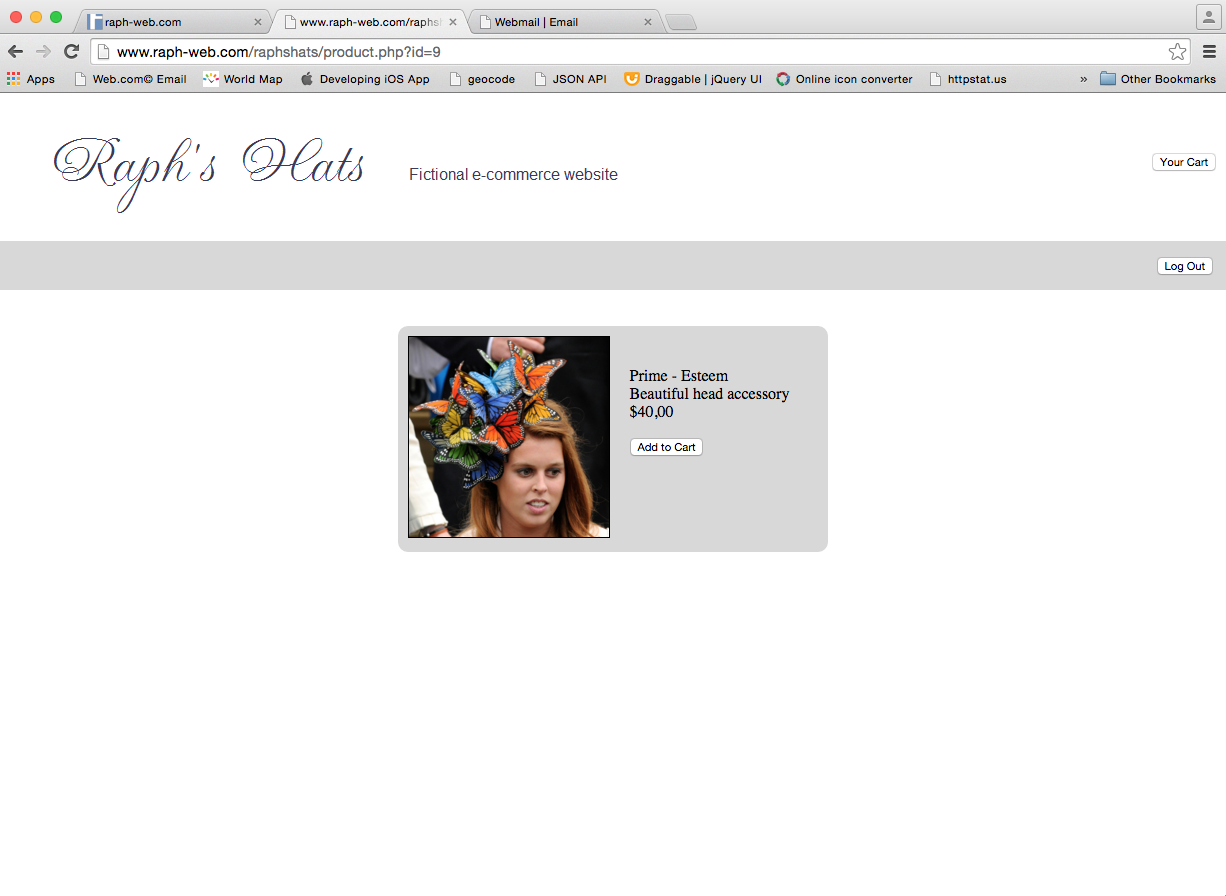 raph-web.com
www.raph-web.com/raphs
Webmail | Email
www.raph-web.com/raphshats/product.php?id=9
Apps
Web.com© Email
World Map
Developing iOS App
geocode
JSON API
Draggable | jQuery UI
Online icon converter
httpstat.us
»
Other Bookmarks
Raph's Hats
Fictional e-commerce website
Your Cart
Log Out
Prime - Esteem
Beautiful head accessory
$40,00
Add to Cart